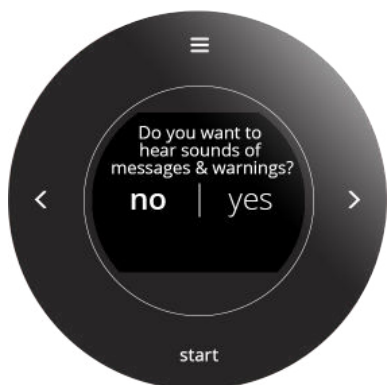 Do you want to
hear sounds of
messages & warnings?
no | yes
start